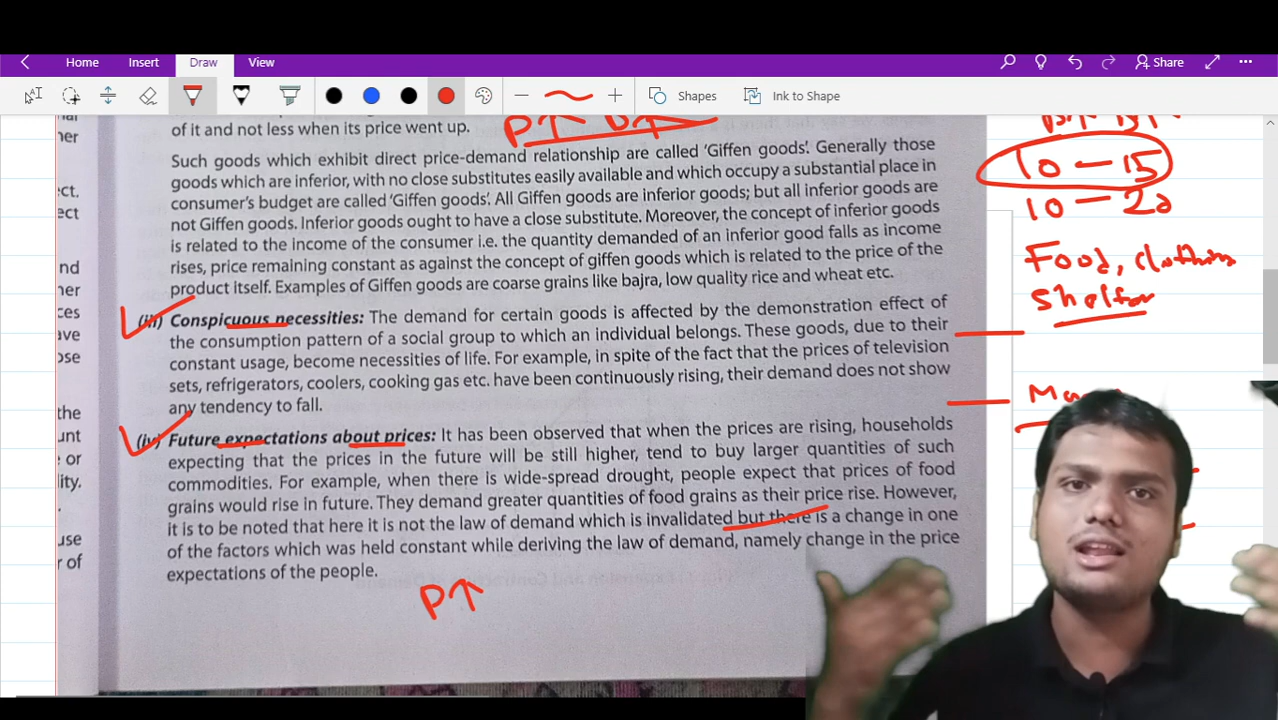 Home Insert Draw View Share
Shapes Ink to Shape
of it and not less when its price went up.
P↑ D↑
Such goods which exhibit direct price-demand relationship are called 'Giffen goods'. Generally those
goods which are inferior, with no close substitutes easily available and which occupy a substantial place in
consumer's budget are called 'Giffen goods'. All Giffen goods are inferior goods; but all inferior goods are
not Giffen goods. Inferior goods ought to have a close substitute. Moreover, the concept of inferior goods
is related to the income of the consumer i.e. the quantity demanded of an inferior good falls as income
rises, price remaining constant as against the concept of giffen goods which is related to the price of the
product itself. Examples of Giffen goods are coarse grains like bajra, low quality rice and wheat etc.
(iii) Conspicuous necessities: The demand for certain goods is affected by the demonstration effect of
the consumption pattern of a social group to which an individual belongs. These goods, due to their
constant usage, become necessities of life. For example, in spite of the fact that the prices of television
sets, refrigerators, coolers, cooking gas etc. have been continuously rising, their demand does not show
any tendency to fall.
(iv) Future expectations about prices: It has been observed that when the prices are rising, households
expecting that the prices in the future will be still higher, tend to buy larger quantities of such
commodities. For example, when there is wide-spread drought, people expect that prices of food
grains would rise in future. They demand greater quantities of food grains as their price rise. However,
it is to be noted that here it is not the law of demand which is invalidated but there is a change in one
of the factors which was held constant while deriving the law of demand, namely change in the price
expectations of the people.
P↑
10 — 15
10 — 20
Food, clothing
Shelter
ner
ect.
ect
nd
ner
ces
ave
ose
the
unt
e or
lity.
use
r of